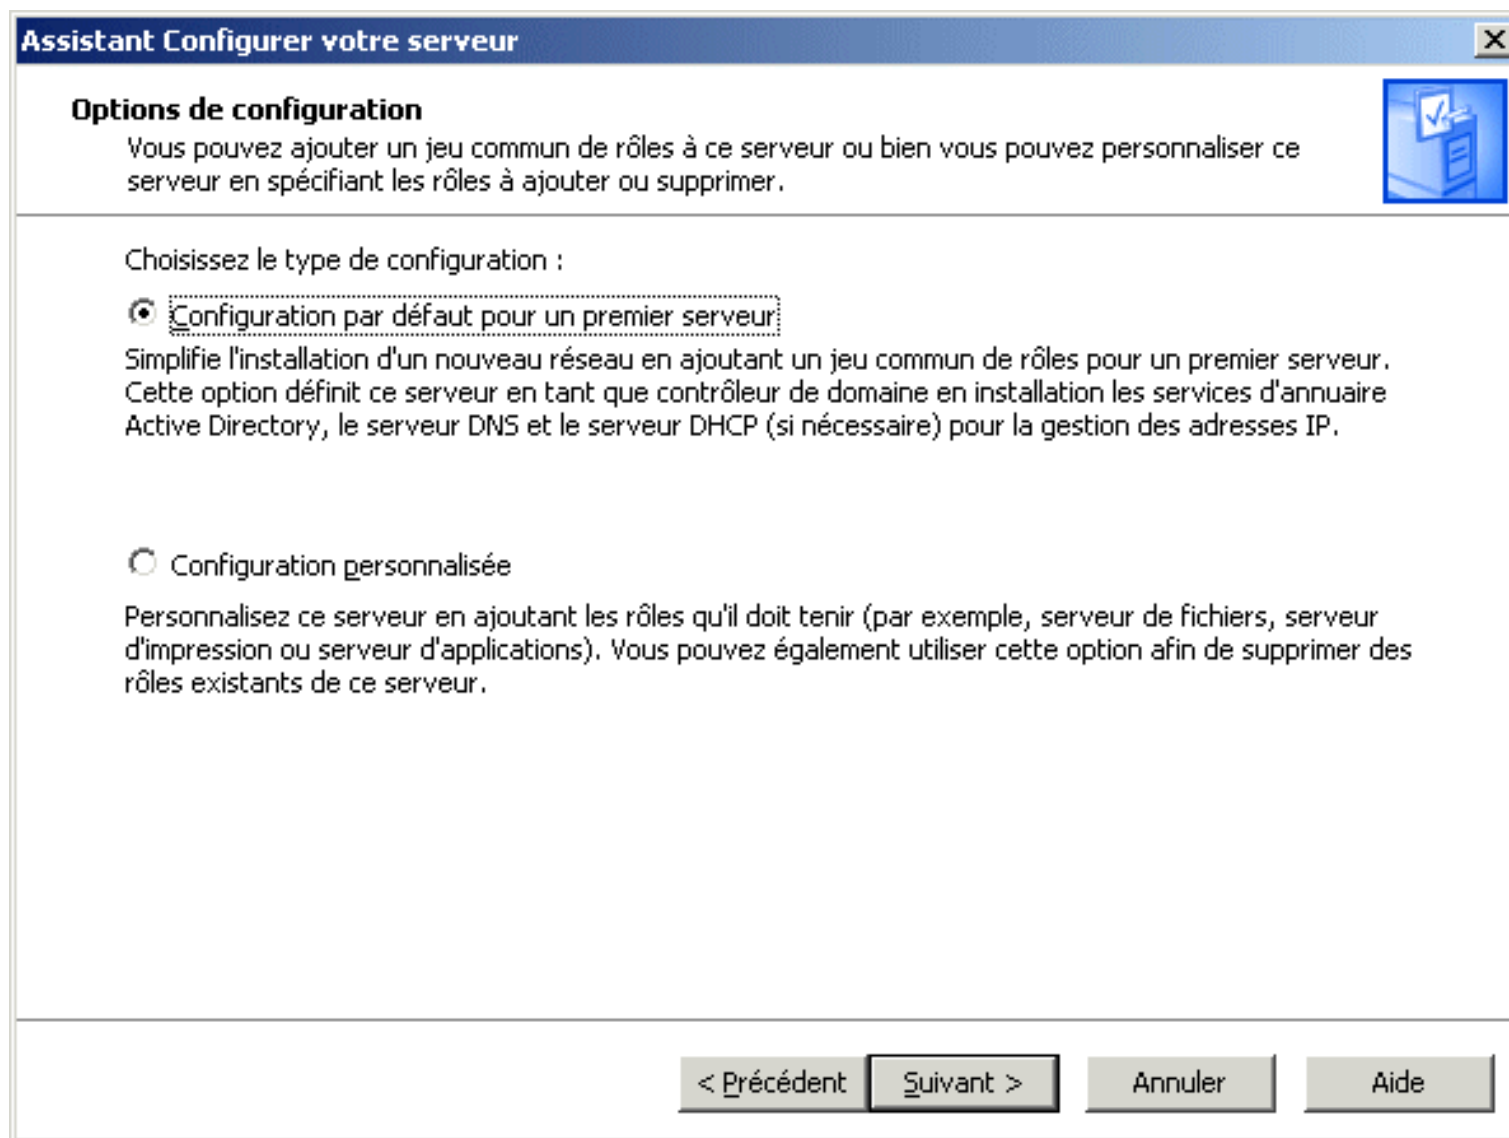 Assistant Configurer votre serveur
Options de configuration
Vous pouvez ajouter un jeu commun de rôles à ce serveur ou bien vous pouvez personnaliser ce
serveur en spécifiant les rôles à ajouter ou supprimer.
Choisissez le type de configuration :
Configuration par défaut pour un premier serveur
Simplifie l'installation d'un nouveau réseau en ajoutant un jeu commun de rôles pour un premier serveur.
Cette option définit ce serveur en tant que contrôleur de domaine en installation les services d'annuaire
Active Directory, le serveur DNS et le serveur DHCP (si nécessaire) pour la gestion des adresses IP.
Configuration personnalisée
Personnalisez ce serveur en ajoutant les rôles qu'il doit tenir (par exemple, serveur de fichiers, serveur
d'impression ou serveur d'applications). Vous pouvez également utiliser cette option afin de supprimer des
rôles existants de ce serveur.
< Précédent Suivant > Annuler Aide